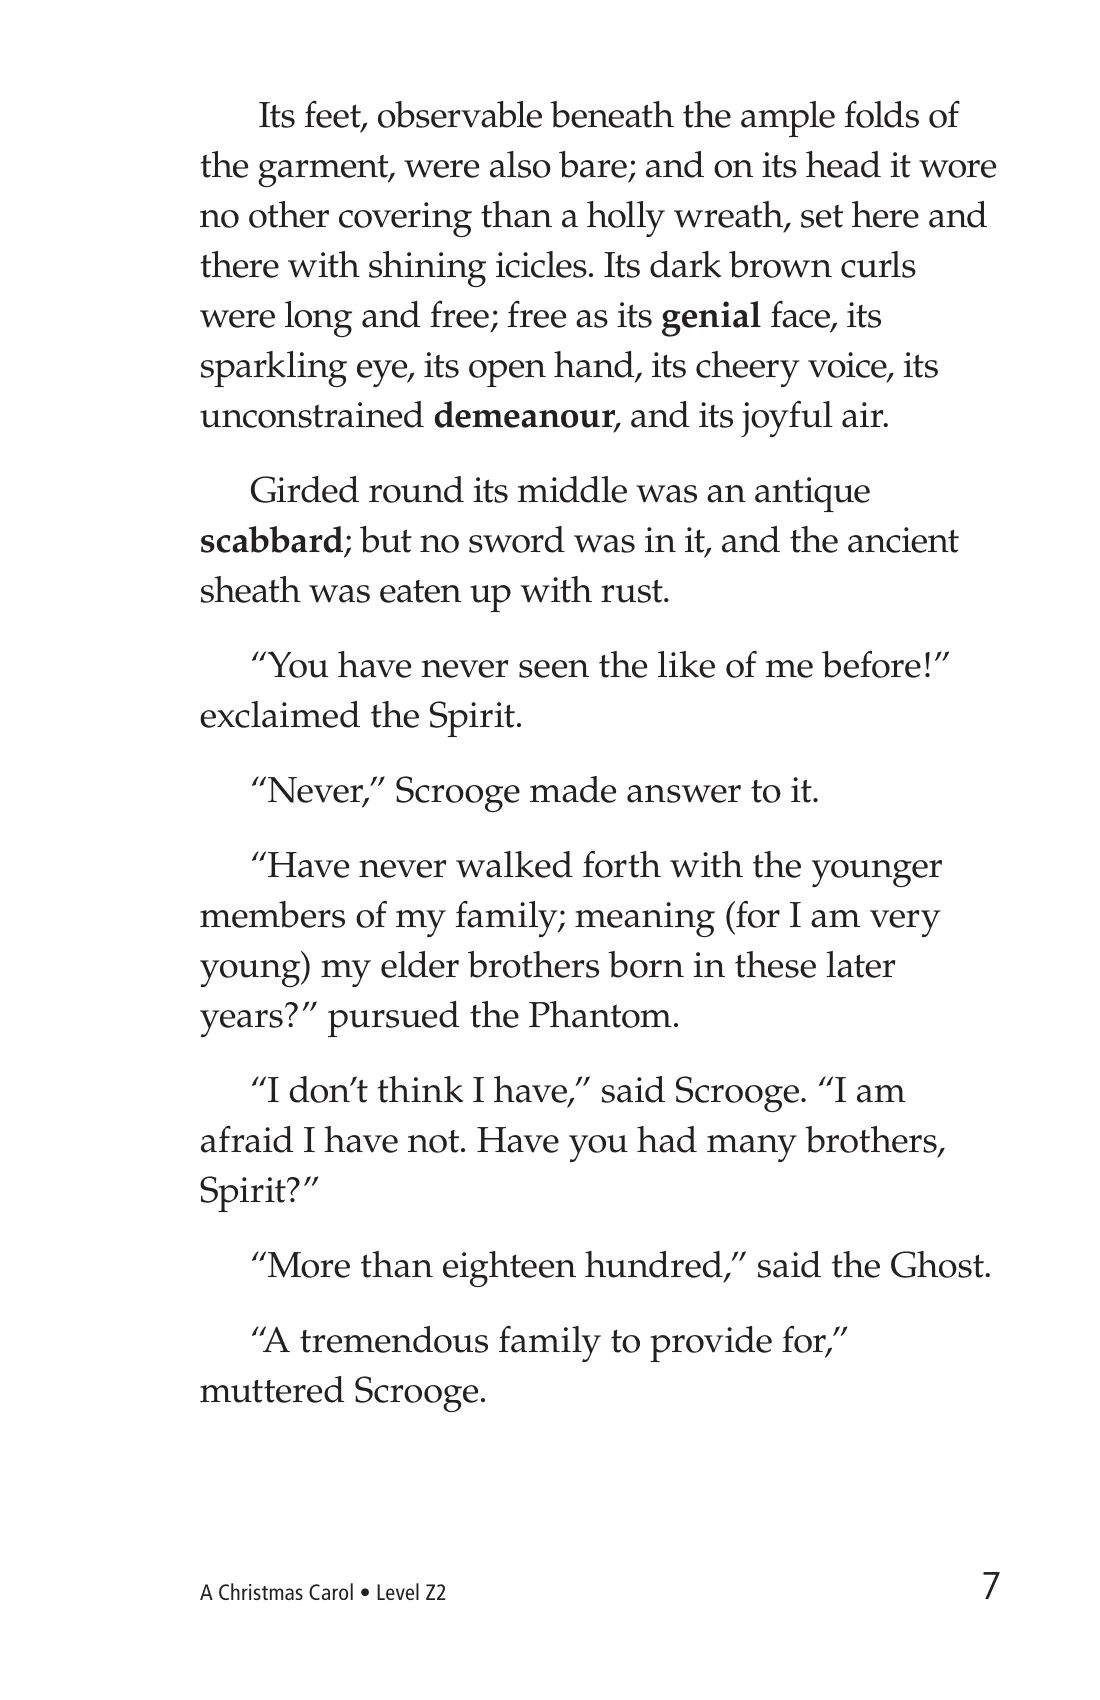 Its feet, observable beneath the ample folds of
the garment, were also bare; and on its head it wore
no other covering than a holly wreath, set here and
there with shining icicles. Its dark brown curls
were long and free; free as its genial face, its
sparkling eye, its open hand, its cheery voice, its
unconstrained demeanour, and its joyful air.
Girded round its middle was an antique
scabbard; but no sword was in it, and the ancient
sheath was eaten up with rust.
“You have never seen the like of me before!”
exclaimed the Spirit.
“Never,” Scrooge made answer to it.
“Have never walked forth with the younger
members of my family; meaning (for I am very
young) my elder brothers born in these later
years?” pursued the Phantom.
“I don’t think I have,” said Scrooge. “I am
afraid I have not. Have you had many brothers,
Spirit?”
“More than eighteen hundred,” said the Ghost.
“A tremendous family to provide for,”
muttered Scrooge.
A Christmas Carol • Level Z2
7